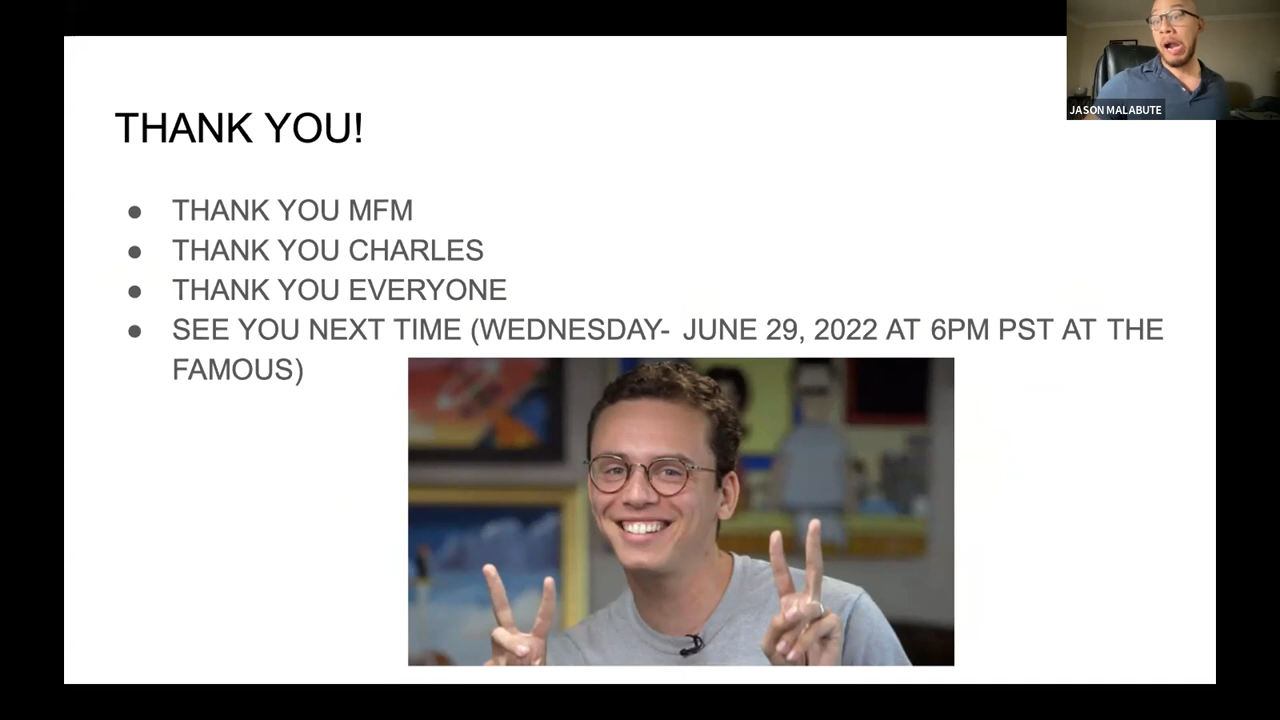 THANK YOU!
THANK YOU MFM
THANK YOU CHARLES
THANK YOU EVERYONE
SEE YOU NEXT TIME (WEDNESDAY- JUNE 29, 2022 AT 6PM PST AT THE
FAMOUS)
JASON MALABUTE